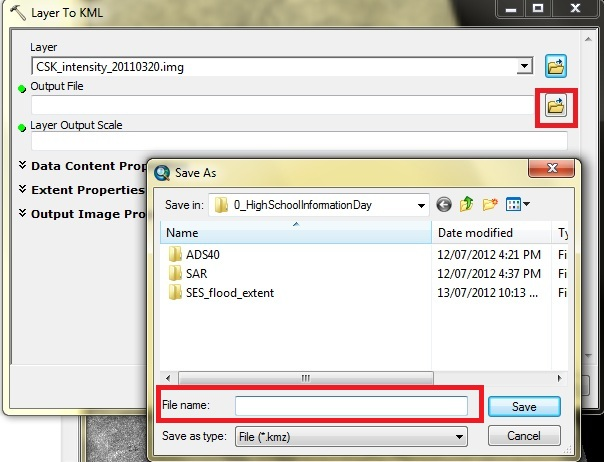 Layer To KML
Layer
CSK_intensity_20110320.img
Output File
Layer Output Scale
Data Content Prop
Extent Properties
Output Image Pro
Save As
Save in: 0_HighSchoolInformationDay
Name Date modified Ty
ADS40 12/07/2012 4:21 PM Fi
SAR 12/07/2012 4:37 PM Fi
SES_flood_extent 13/07/2012 10:13 ... Fi
File name: Save
Save as type: File (*.kmz) Cancel